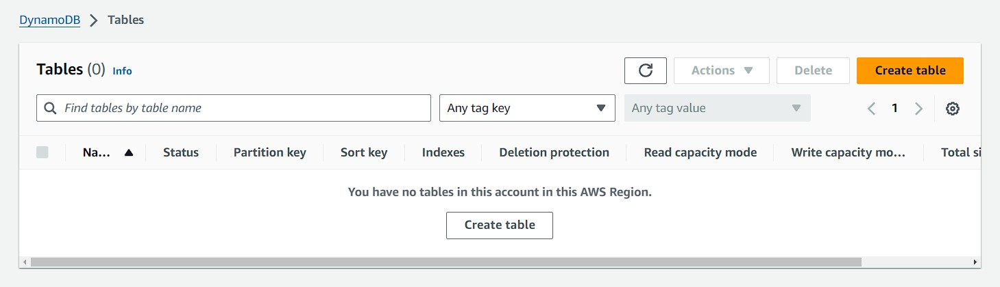 DynamoDB > Tables
Tables (0) Info
Actions Delete Create table
Find tables by table name Any tag key Any tag value 1
Na... Status Partition key Sort key Indexes Deletion protection Read capacity mode Write capacity mo... Total si
You have no tables in this account in this AWS Region.
Create table